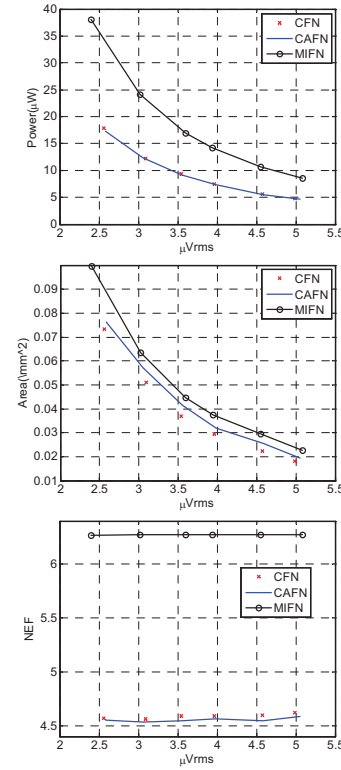 40
35
30
25
20
15
10
5
0
Power(μW)
CFN
CAFN
MIFN
2 2.5 3 3.5 4 4.5 5 5.5
μVrms
0.09
0.08
0.07
0.06
0.05
0.04
0.03
0.02
0.01
Area(\mm^2)
CFN
CAFN
MIFN
2 2.5 3 3.5 4 4.5 5 5.5
μVrms
6
5.5
5
4.5
NEF
CFN
CAFN
MIFN
2 2.5 3 3.5 4 4.5 5 5.5
μVrms